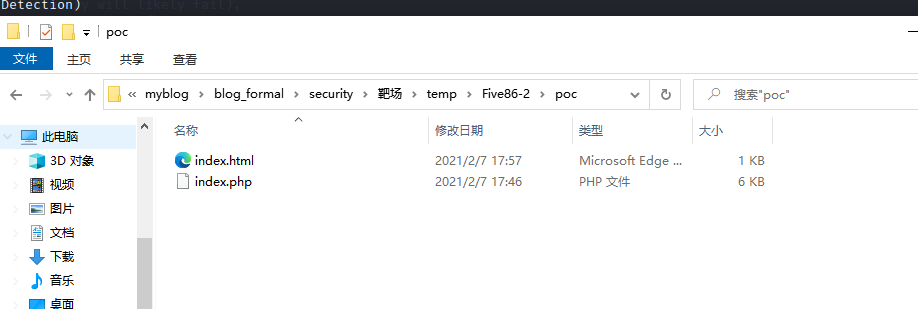 Detection) y will likely fail),
poc
文件 主页 共享 查看
« myblog > blog_formal > security > 靶场 > temp > Five86-2 > poc 搜索"poc"
名称 修改日期 类型 大小
此电脑
3D 对象
视频
图片
文档
下载
音乐
桌面
index.html 2021/2/7 17:57 Microsoft Edge ... 1 KB
index.php 2021/2/7 17:46 PHP 文件 6 KB